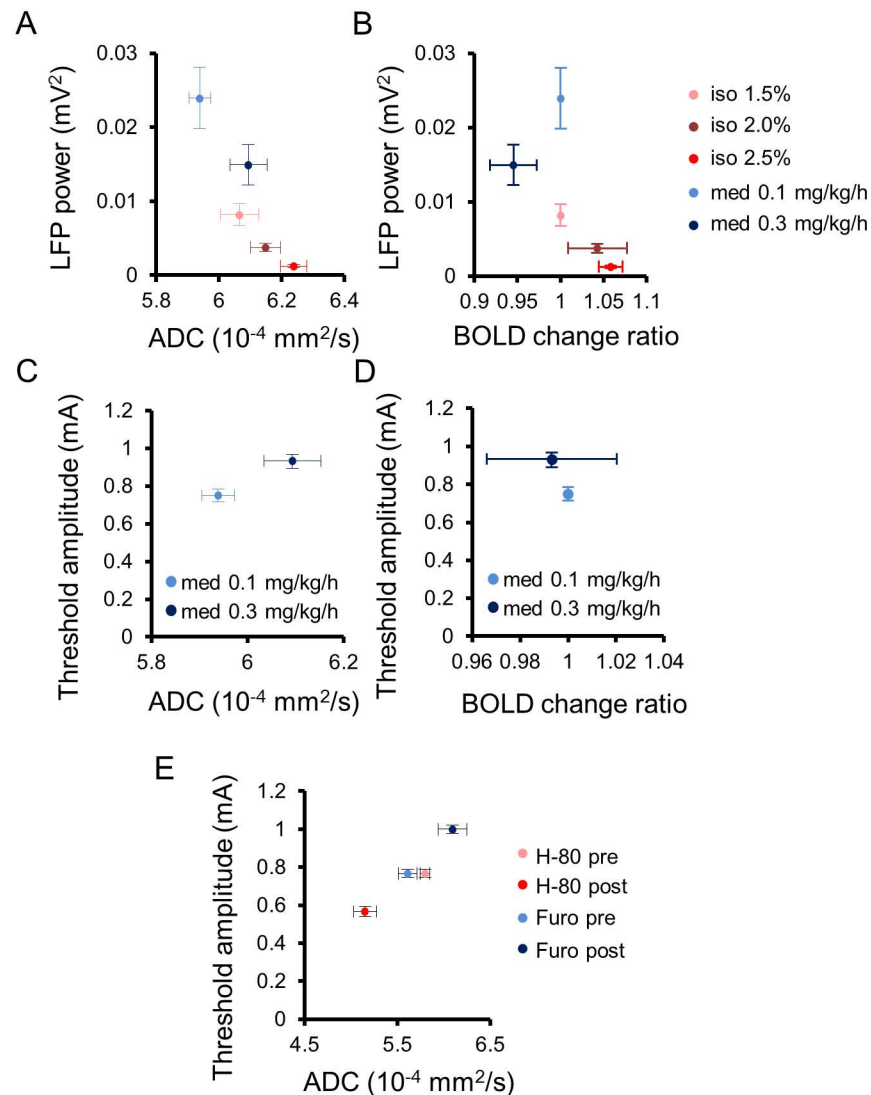 A
B
LFP power (mV²)
0.03
0.02
0.01
0
5.8 6 6.2 6.4
ADC (10⁻⁴ mm²/s)
LFP power (mV²)
0.03
0.02
0.01
0
0.9 0.95 1 1.05 1.1
BOLD change ratio
iso 1.5%
iso 2.0%
iso 2.5%
med 0.1 mg/kg/h
med 0.3 mg/kg/h
C
D
Threshold amplitude (mA)
1.2
1
0.8
0.6
0.4
0.2
0
med 0.1 mg/kg/h
med 0.3 mg/kg/h
5.8 6 6.2
ADC (10⁻⁴ mm²/s)
Threshold amplitude (mA)
1.2
1
0.8
0.6
0.4
0.2
0
med 0.1 mg/kg/h
med 0.3 mg/kg/h
0.96 0.98 1 1.02 1.04
BOLD change ratio
E
Threshold amplitude (mA)
1.2
1
0.8
0.6
0.4
0.2
0
4.5 5.5 6.5
ADC (10⁻⁴ mm²/s)
H-80 pre
H-80 post
Furo pre
Furo post